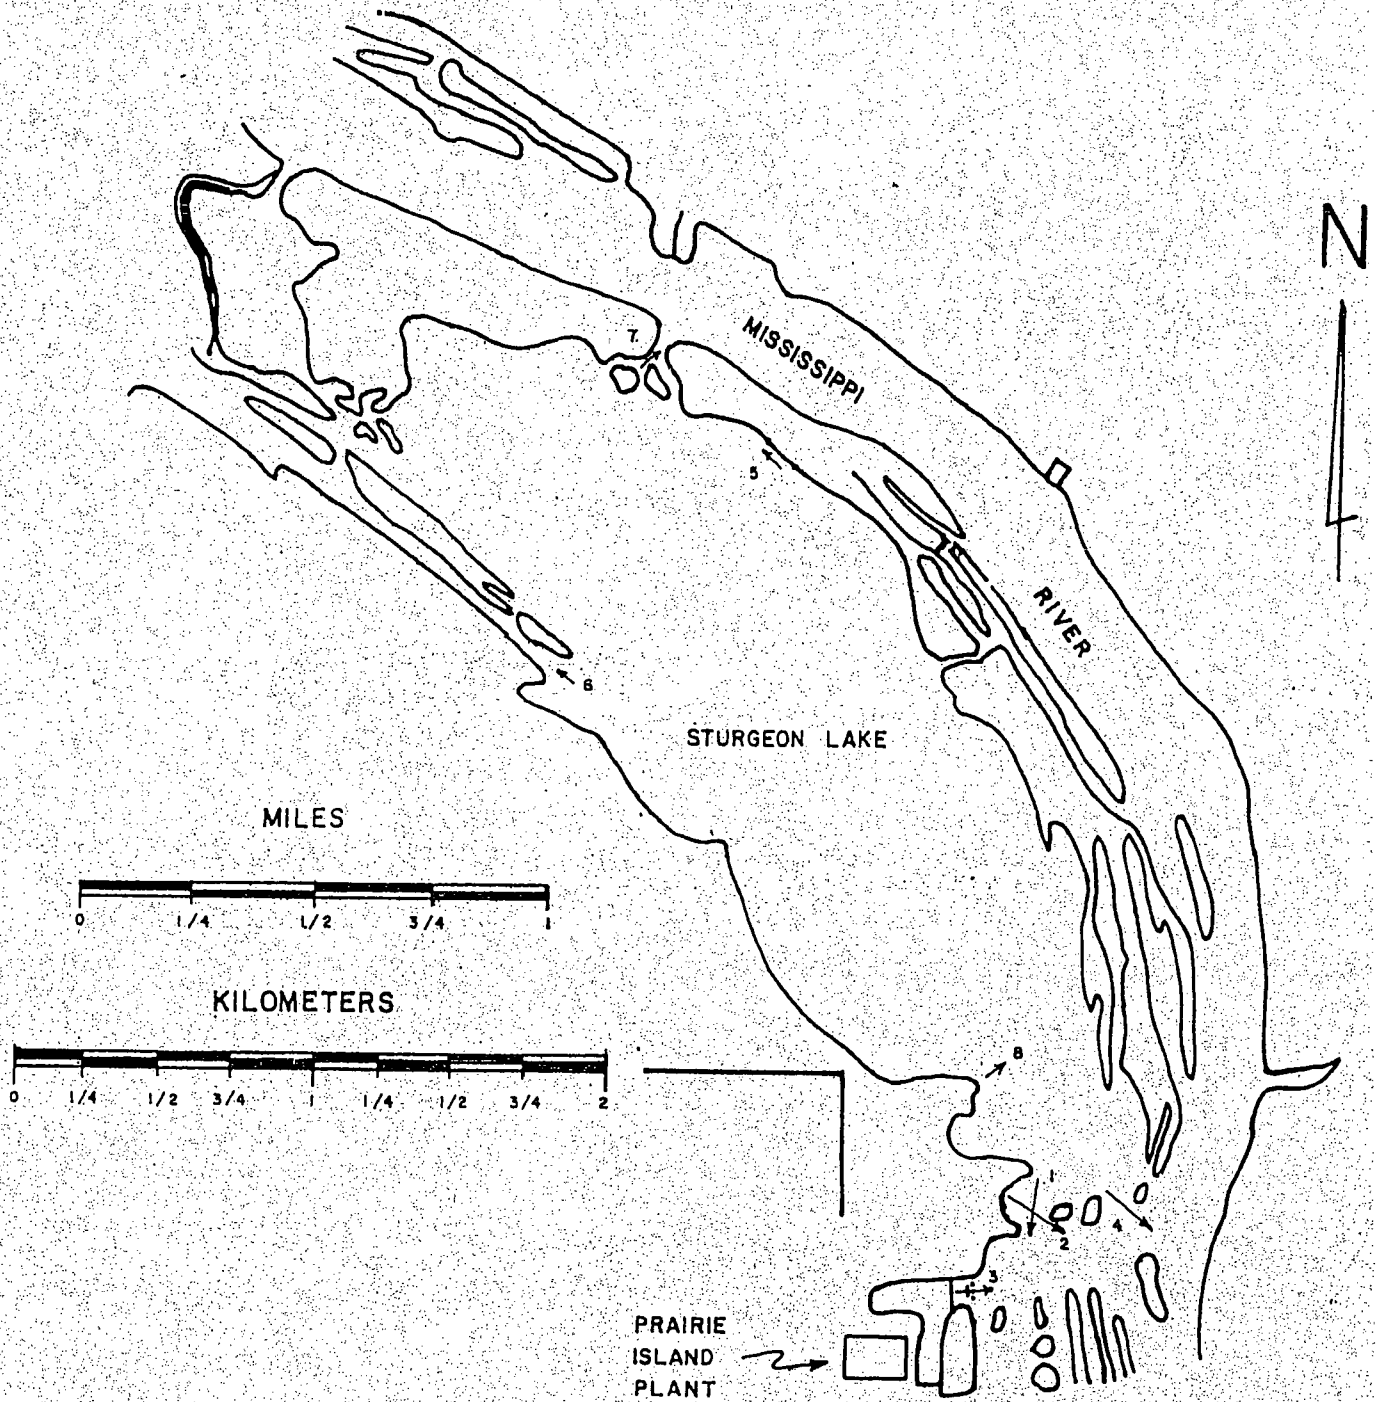 N
7.
MISSISSIPPI
5
RIVER
6
STURGEON LAKE
MILES
0 1/4 1/2 3/4 1
KILOMETERS
0 1/4 1/2 3/4 1 1/4 1/2 3/4 2
8
1
2
4
3
PRAIRIE
ISLAND
PLANT